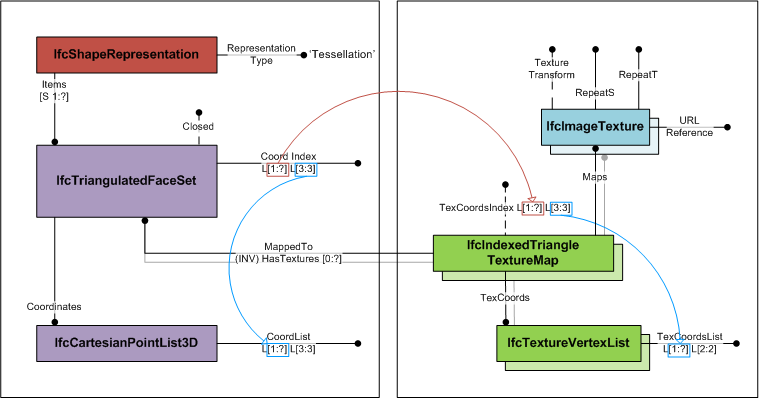 IfcShapeRepresentation
Representation
Type
'Tessellation'
Items
[S 1:?]
Closed
IfcTriangulatedFaceSet
Coord Index
L[1:?] L[3:3]
MappedTo
(INV) HasTextures [0:?]
Coordinates
IfcCartesianPointList3D
CoordList
L[1:?] L[3:3]
Texture
Transform
RepeatS
RepeatT
IfcImageTexture
URL
Reference
Maps
TexCoordsIndex L[1:?] L[3:3]
IfcIndexedTriangle
TextureMap
TexCoords
IfcTextureVertexList
TexCoordsList
L[1:?] L[2:2]